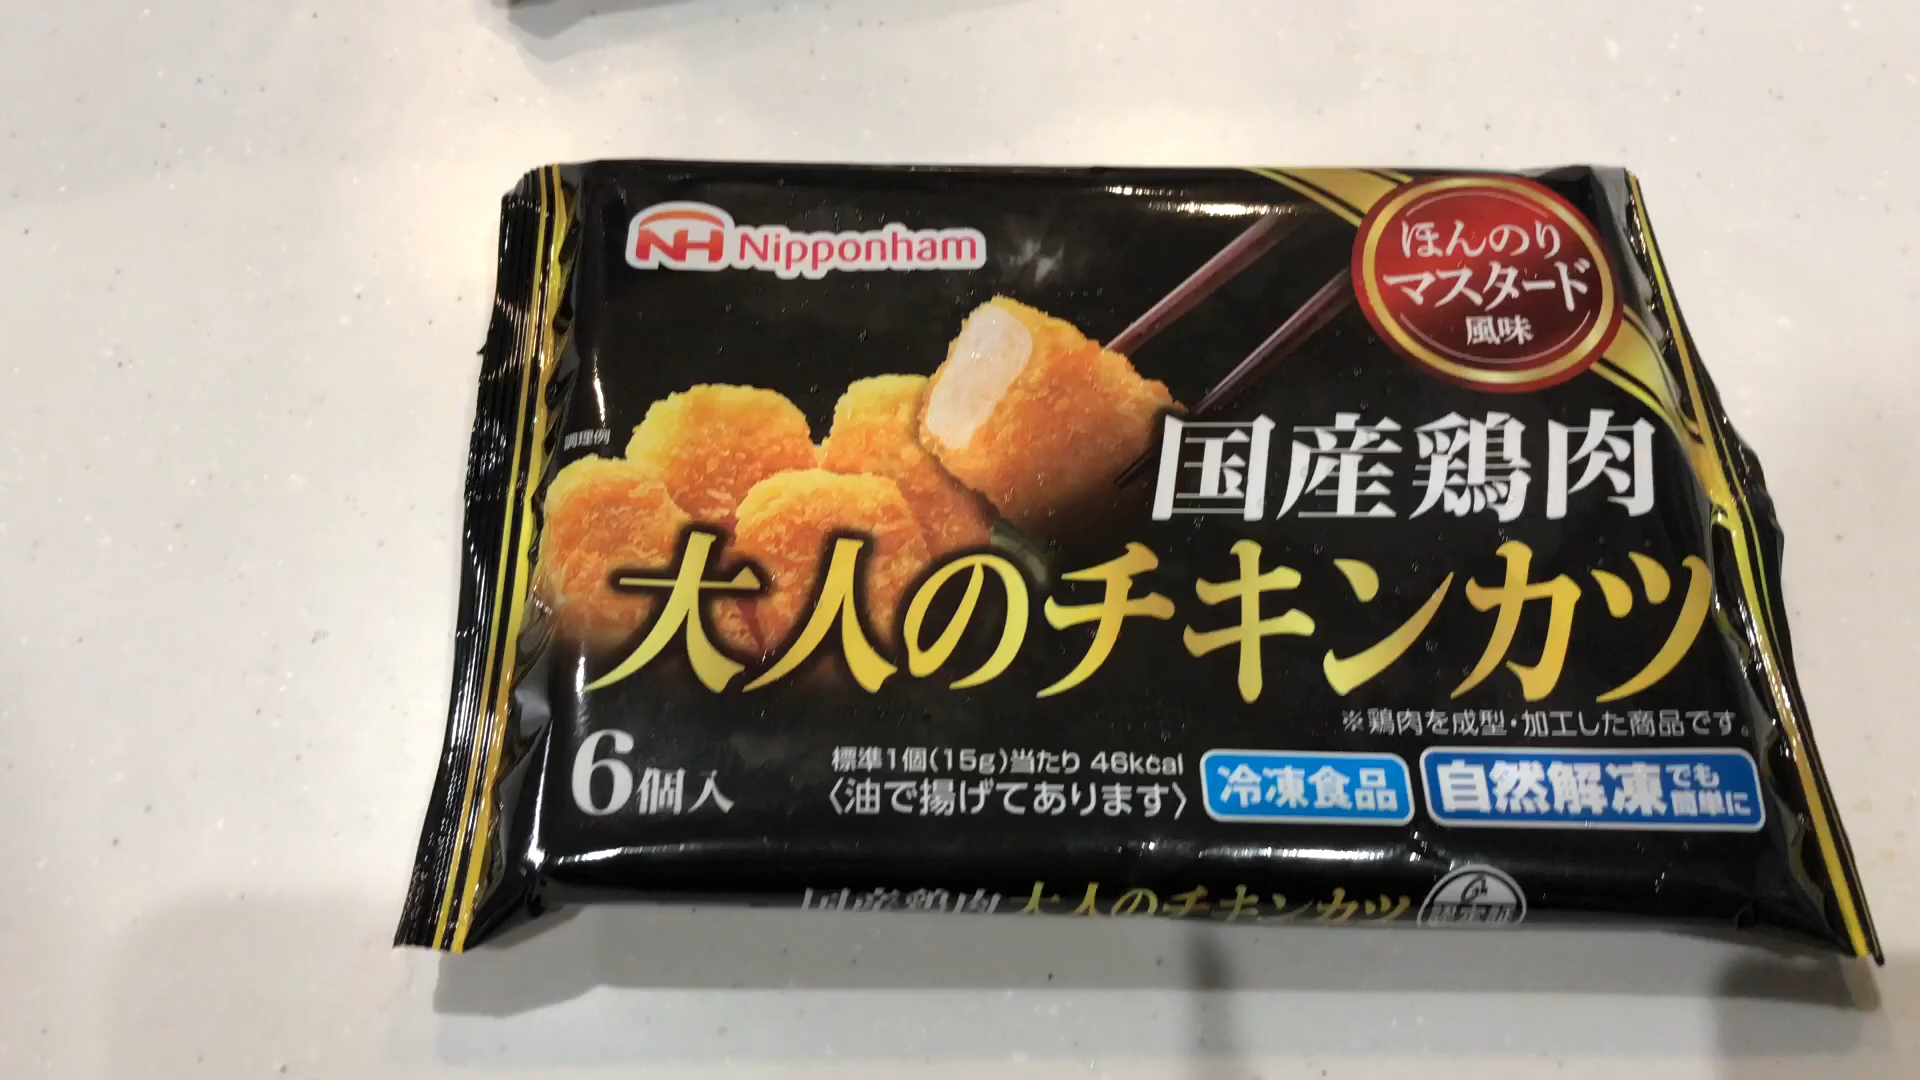 NH Nipponham
ほんのり
マスタード
風味
調理例
国産鶏肉
大人のチキンカツ
※鶏肉を成型・加工した商品です。
6個入
標準1個(15g)当たり 46kcal
〈油で揚げてあります〉
冷凍食品
自然解凍でも簡単に
国産鶏肉 大人のチキンカツ